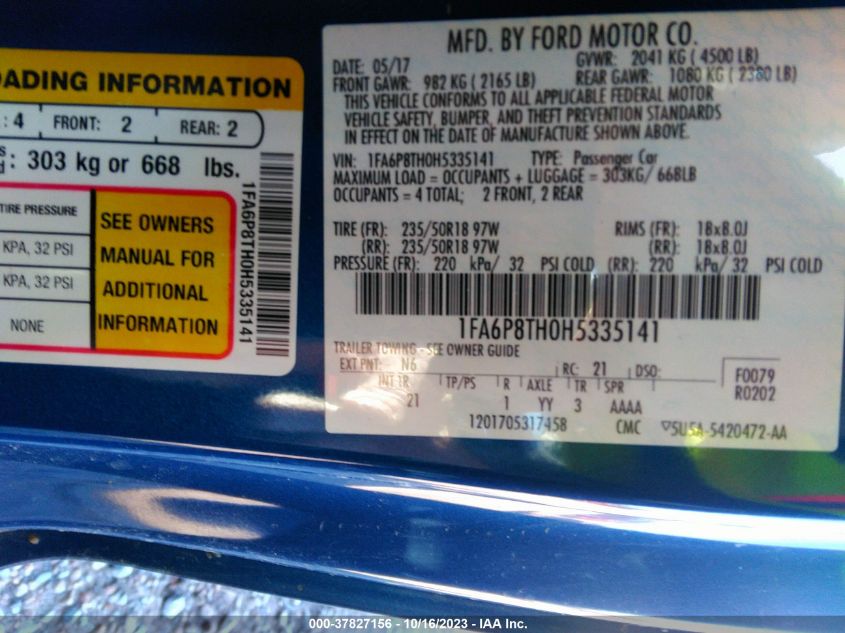 OADING INFORMATION
: 4 FRONT: 2 REAR: 2
: 303 kg or 668 lbs.
TIRE PRESSURE
KPA, 32 PSI
KPA, 32 PSI
NONE
SEE OWNERS
MANUAL FOR
ADDITIONAL
INFORMATION
1FA6P8TH0H5335141
MFD. BY FORD MOTOR CO.
DATE: 05/17 GVWR: 2041 KG ( 4500 LB)
FRONT GAWR: 982 KG ( 2165 LB) REAR GAWR: 1080 KG ( 2380 LB)
THIS VEHICLE CONFORMS TO ALL APPLICABLE FEDERAL MOTOR
VEHICLE SAFETY, BUMPER, AND THEFT PREVENTION STANDARDS
IN EFFECT ON THE DATE OF MANUFACTURE SHOWN ABOVE.
VIN: 1FA6P8TH0H5335141 TYPE: Passenger Car
MAXIMUM LOAD = OCCUPANTS + LUGGAGE = 303KG/ 668LB
OCCUPANTS = 4 TOTAL; 2 FRONT, 2 REAR
TIRE (FR): 235/50R18 97W RIMS (FR): 18x8.0J
(RR): 235/50R18 97W (RR): 18x8.0J
PRESSURE (FR): 220 kPa/ 32 PSI COLD (RR): 220 kPa/ 32 PSI COLD
1FA6P8TH0H5335141
TRAILER TOWING - SEE OWNER GUIDE
EXT PNT: N6 RC: 21 DSO:
F0079
R0202
INT TR TP/PS R AXLE TR SPR
21 1 YY 3 AAAA
1201705317458 CMC 5U5A-5420472-AA
000-37827156 - 10/16/2023 - IAA Inc.